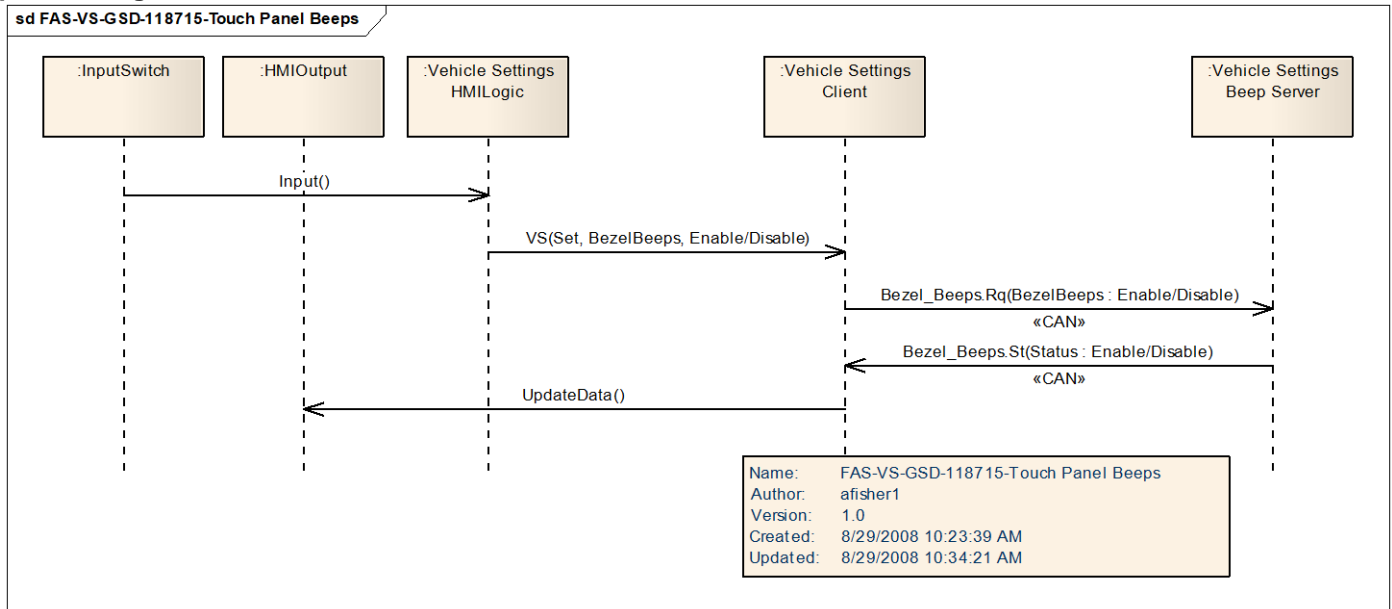 sd FAS-VS-GSD-118715-Touch Panel Beeps
:InputSwitch
:HMIOutput
:Vehicle Settings
HMILogic
:Vehicle Settings
Client
:Vehicle Settings
Beep Server
Input()
VS(Set, BezelBeeps, Enable/Disable)
Bezel_Beeps.Rq(BezelBeeps : Enable/Disable)
«CAN»
Bezel_Beeps.St(Status : Enable/Disable)
«CAN»
UpdateData()
Name: FAS-VS-GSD-118715-Touch Panel Beeps
Author: afisher1
Version: 1.0
Created: 8/29/2008 10:23:39 AM
Updated: 8/29/2008 10:34:21 AM